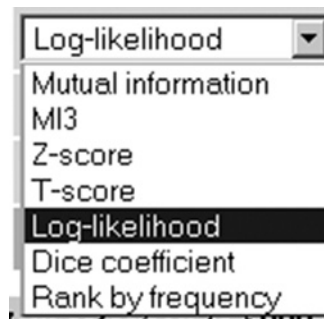 Log-likelihood
Mutual information
MI3
Z-score
T-score
Log-likelihood
Dice coefficient
Rank by frequency